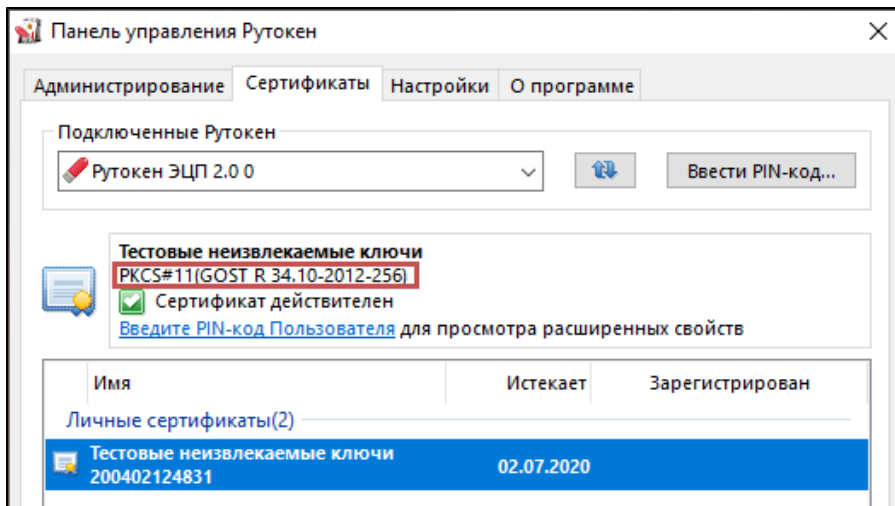 Панель управления Рутокен
Администрирование Сертификаты Настройки О программе
Подключенные Рутокен
Рутокен ЭЦП 2.0 0 Ввести PIN-код...
Тестовые неизвлекаемые ключи
PKCS#11(GOST R 34.10-2012-256)
Сертификат действителен
Введите PIN-код Пользователя для просмотра расширенных свойств
Имя Истекает Зарегистрирован
Личные сертификаты(2)
Тестовые неизвлекаемые ключи
200402124831 02.07.2020